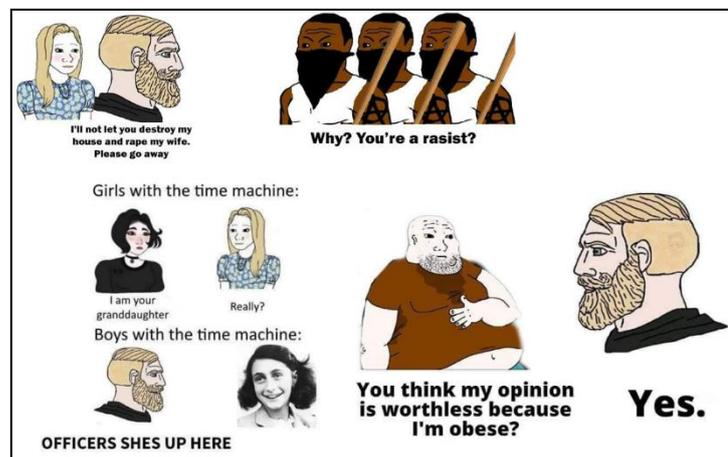 I'll not let you destroy my
house and rape my wife.
Please go away
Why? You're a rasist?
Girls with the time machine:
I am your
granddaughter
Really?
Boys with the time machine:
OFFICERS SHES UP HERE
You think my opinion
is worthless because
I'm obese?
Yes.